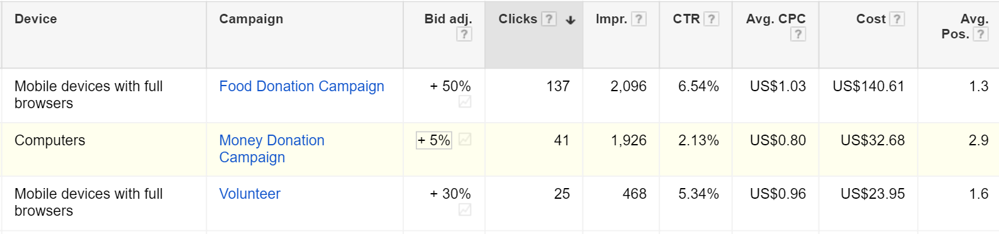 Device Campaign Bid adj. ? Clicks ? Impr. ? CTR ? Avg. CPC ? Cost ? Avg. Pos. ?
Mobile devices with full browsers Food Donation Campaign + 50% 137 2,096 6.54% US$1.03 US$140.61 1.3
Computers Money Donation Campaign + 5% 41 1,926 2.13% US$0.80 US$32.68 2.9
Mobile devices with full browsers Volunteer + 30% 25 468 5.34% US$0.96 US$23.95 1.6